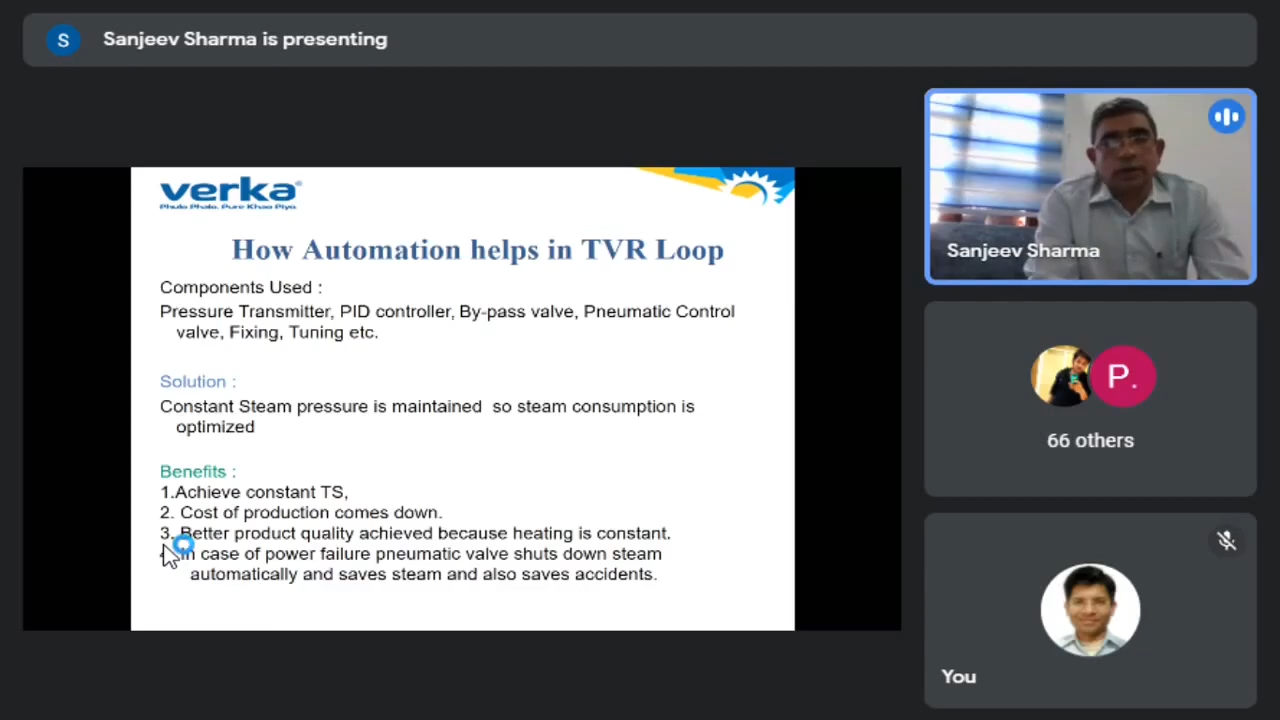 S
Sanjeev Sharma is presenting
verka
Phulo Phalo. Pure Khao Piyo.
How Automation helps in TVR Loop
Components Used :
Pressure Transmitter, PID controller, By-pass valve, Pneumatic Control
valve, Fixing, Tuning etc.
Solution :
Constant Steam pressure is maintained so steam consumption is
optimized
Benefits :
1.Achieve constant TS,
2. Cost of production comes down.
3. Better product quality achieved because heating is constant.
case of power failure pneumatic valve shuts down steam
automatically and saves steam and also saves accidents.
Sanjeev Sharma
P.
66 others
You